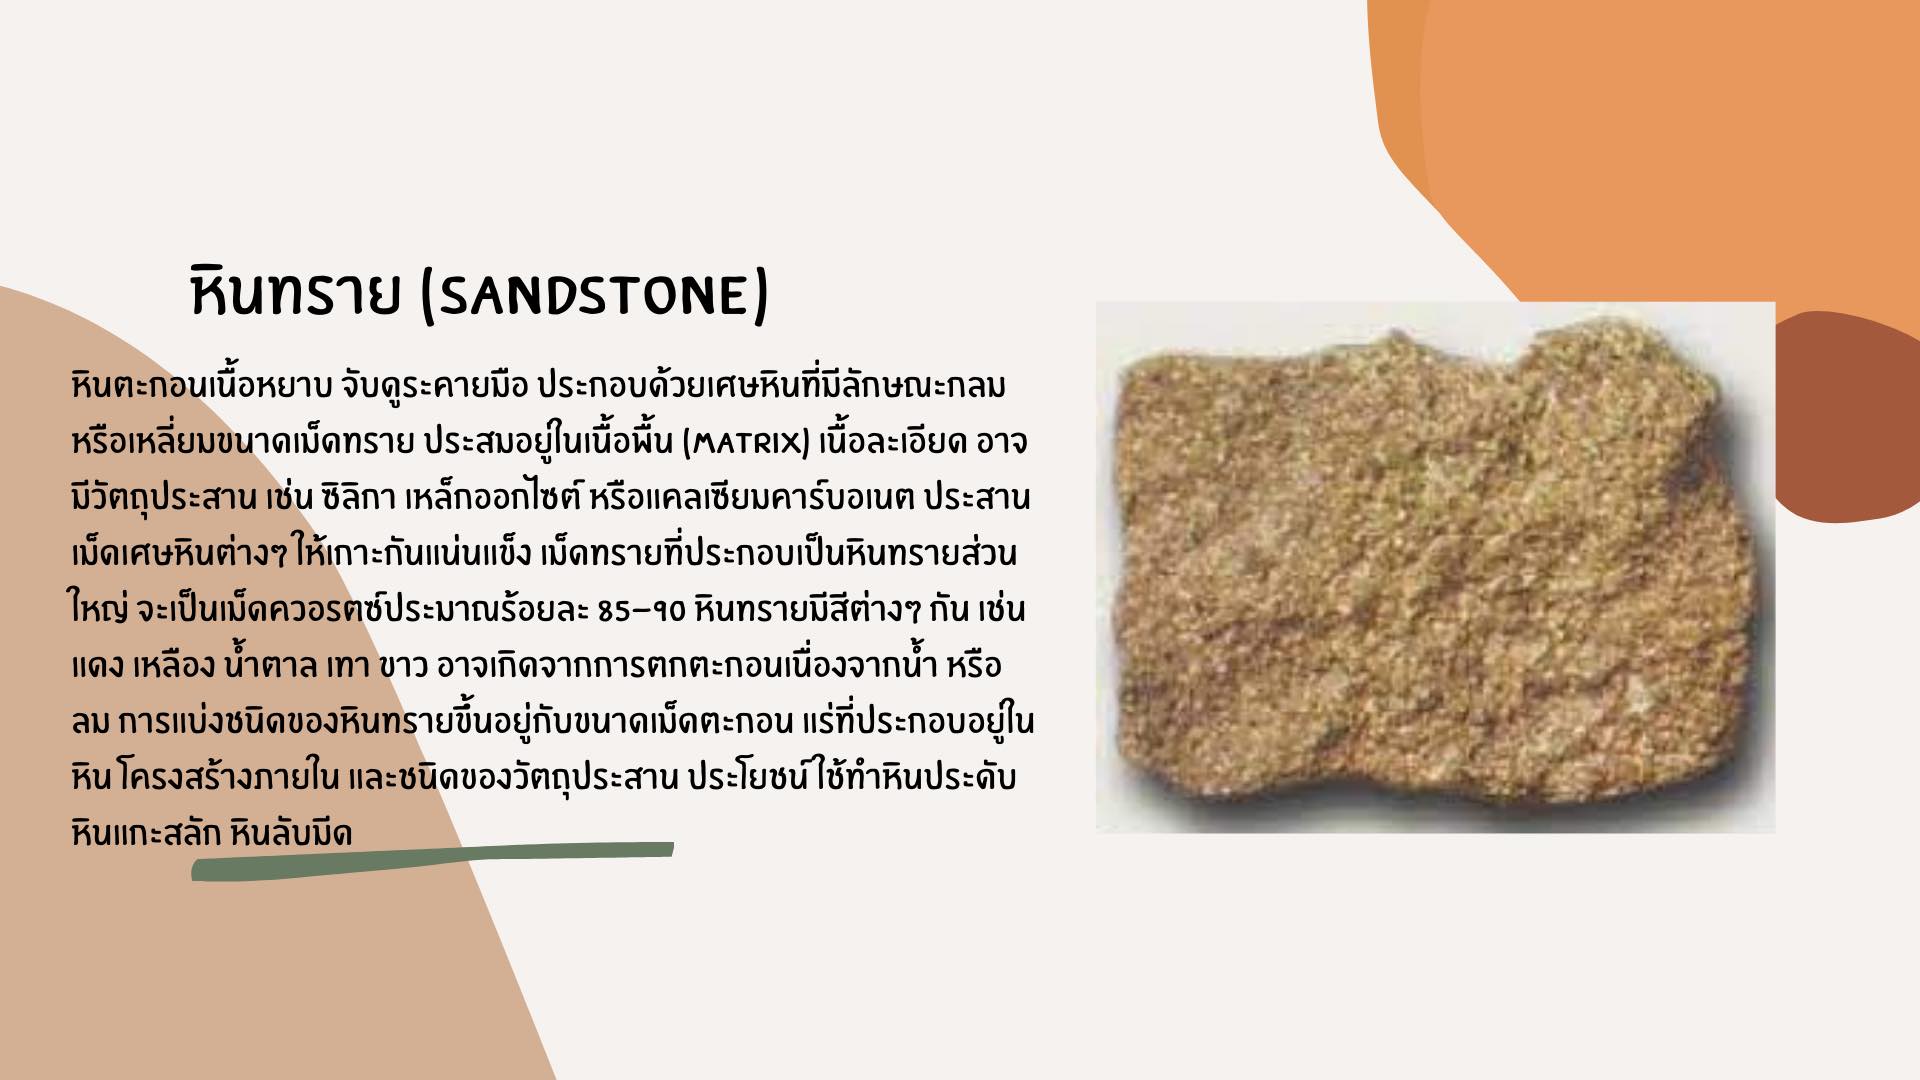 หินทราย (SANDSTONE)
หินตะกอนเนื้อหยาบ จับดูระคายมือ ประกอบด้วยเศษหินที่มีลักษณะกลม
หรือเหลี่ยมขนาดเม็ดทราย ประสมอยู่ในเนื้อพื้น (MATRIX) เนื้อละเอียด อาจ
มีวัตถุประสาน เช่น ซิลิกา เหล็กออกไซต์ หรือแคลเซียมคาร์บอเนต ประสาน
เม็ดเศษหินต่างๆ ให้เกาะกันแน่นแข็ง เม็ดทรายที่ประกอบเป็นหินทรายส่วน
ใหญ่ จะเป็นเม็ดควอรตซ์ประมาณร้อยละ 85–90 หินทรายมีสีต่างๆ กัน เช่น
แดง เหลือง น้ำตาล เทา ขาว อาจเกิดจากการตกตะกอนเนื่องจากน้ำ หรือ
ลม การแบ่งชนิดของหินทรายขึ้นอยู่กับขนาดเม็ดตะกอน แร่ที่ประกอบอยู่ใน
หิน โครงสร้างภายใน และชนิดของวัตถุประสาน ประโยชน์ ใช้ทำหินประดับ
หินแกะสลัก หินลับมีด